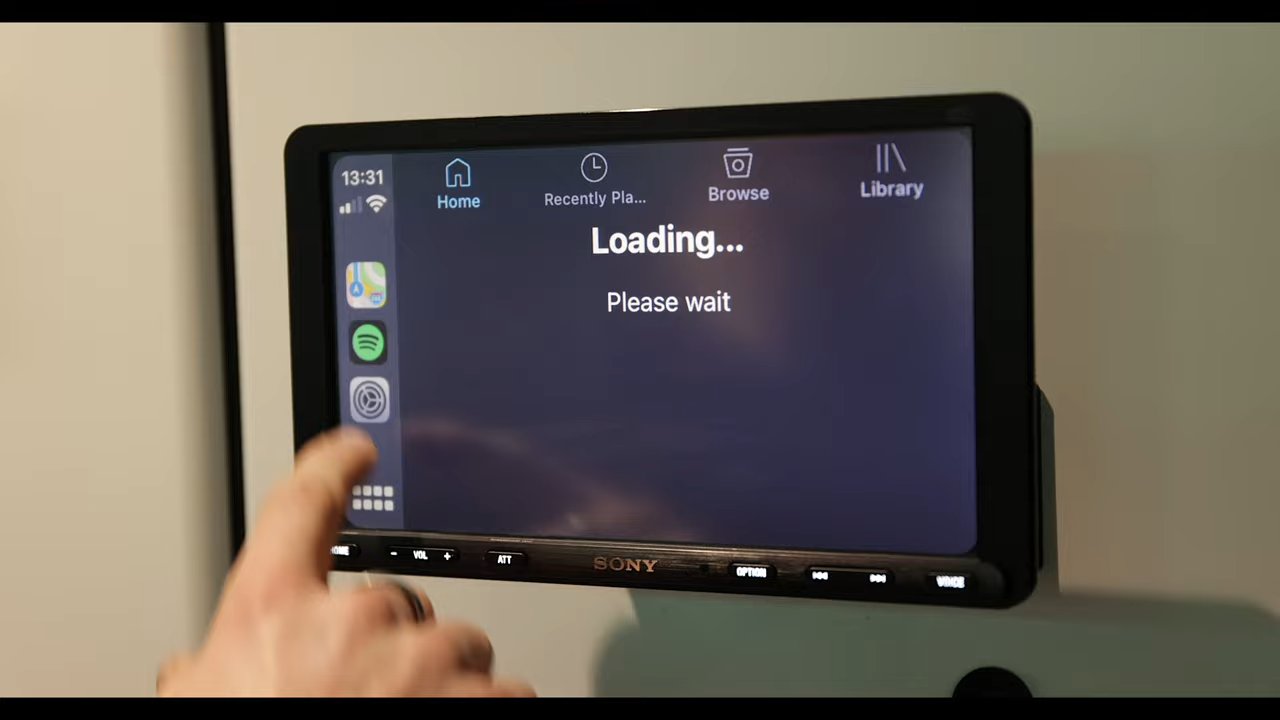 13:31
Home
Recently Pla...
Browse
Library
Loading...
Please wait
HOME
- VOL +
ATT
SONY
OPTION
VOICE